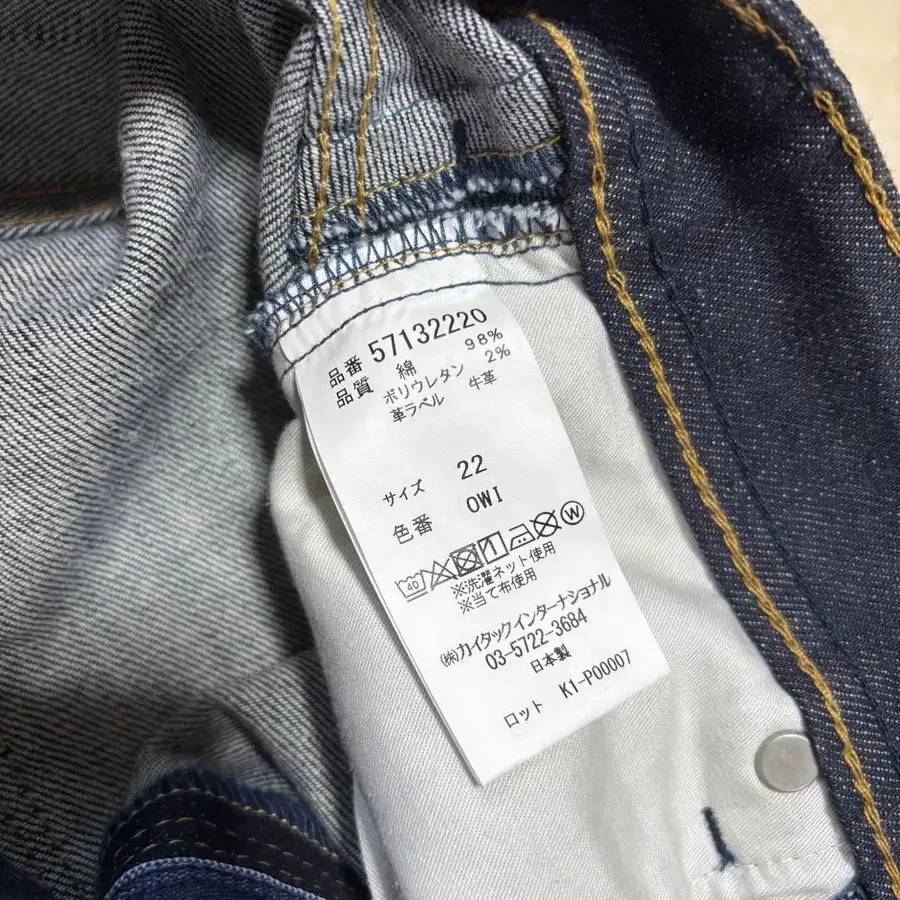 品番 57132220
品質 綿 98%
ポリウレタン 2%
革ラベル 牛革
サイズ 22
色番 OWI
40 W
※洗濯ネット使用
※当て布使用
㈱カイタックインターナショナル
03-5722-3684
日本製
ロット K1-P00007